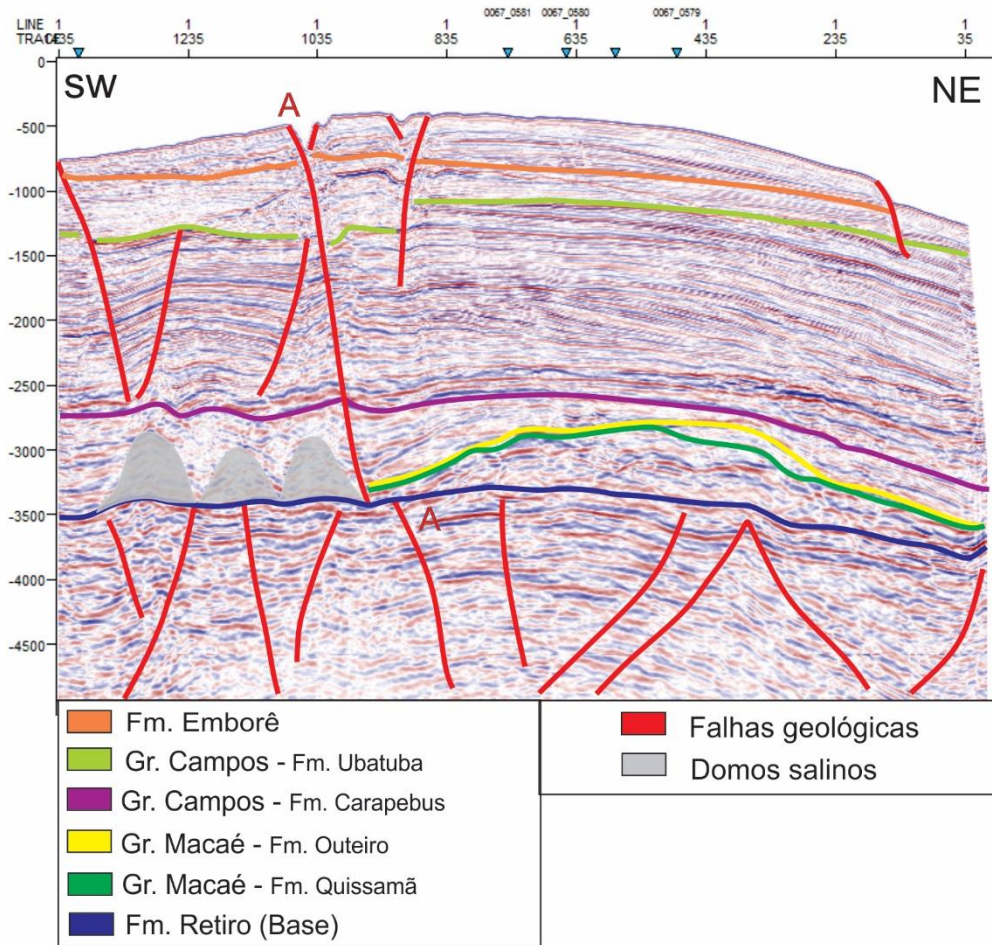 0067_0581 0067_0580 0067_0579
LINE 1 1 1 1 1 1 1 1
TRACE 1435 1235 1035 835 635 435 235 35
0
SW NE
A
-500
-1000
-1500
-2000
-2500
-3000
-3500
A
-4000
-4500
Fm. Emborê
Gr. Campos - Fm. Ubatuba
Gr. Campos - Fm. Carapebus
Gr. Macaé - Fm. Outeiro
Gr. Macaé - Fm. Quissamã
Fm. Retiro (Base)
Falhas geológicas
Domos salinos